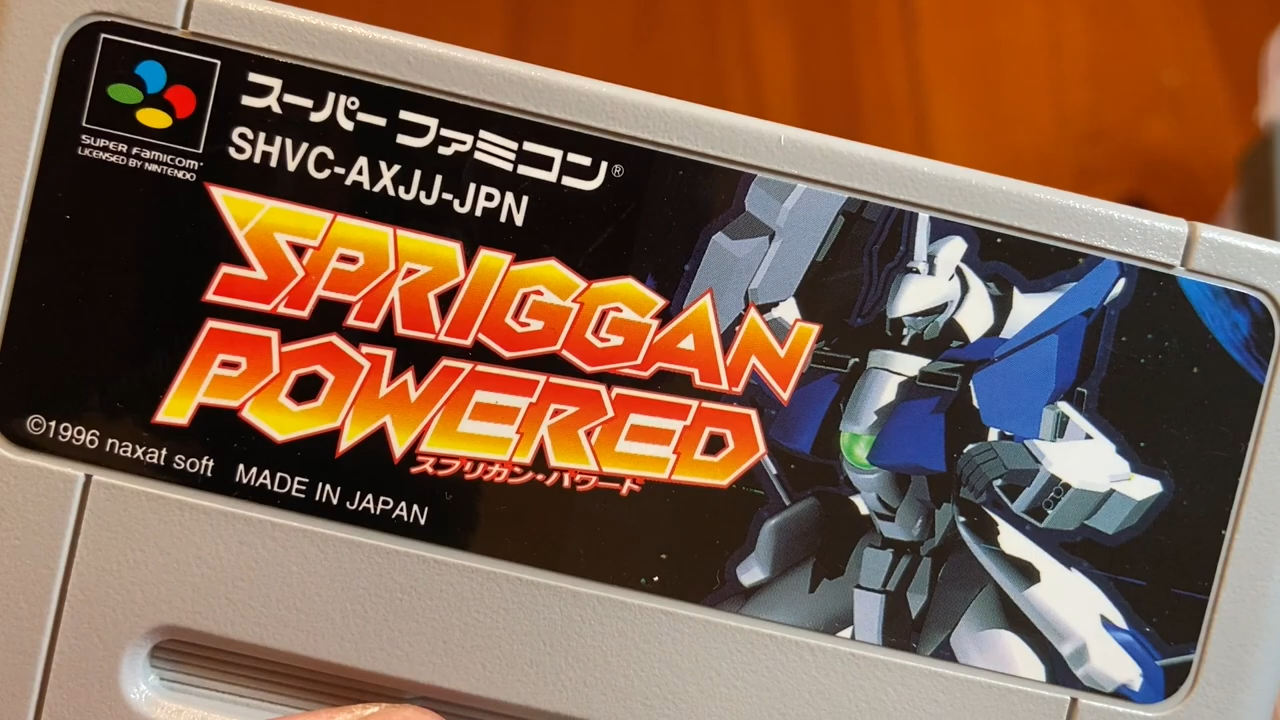 スーパーファミコン®
SUPER FAMICOM
LICENSED BY NINTENDO
SHVC-AXJJ-JPN
SPRIGGAN
POWERED
スプリガン・パワード
©1996 naxat soft MADE IN JAPAN